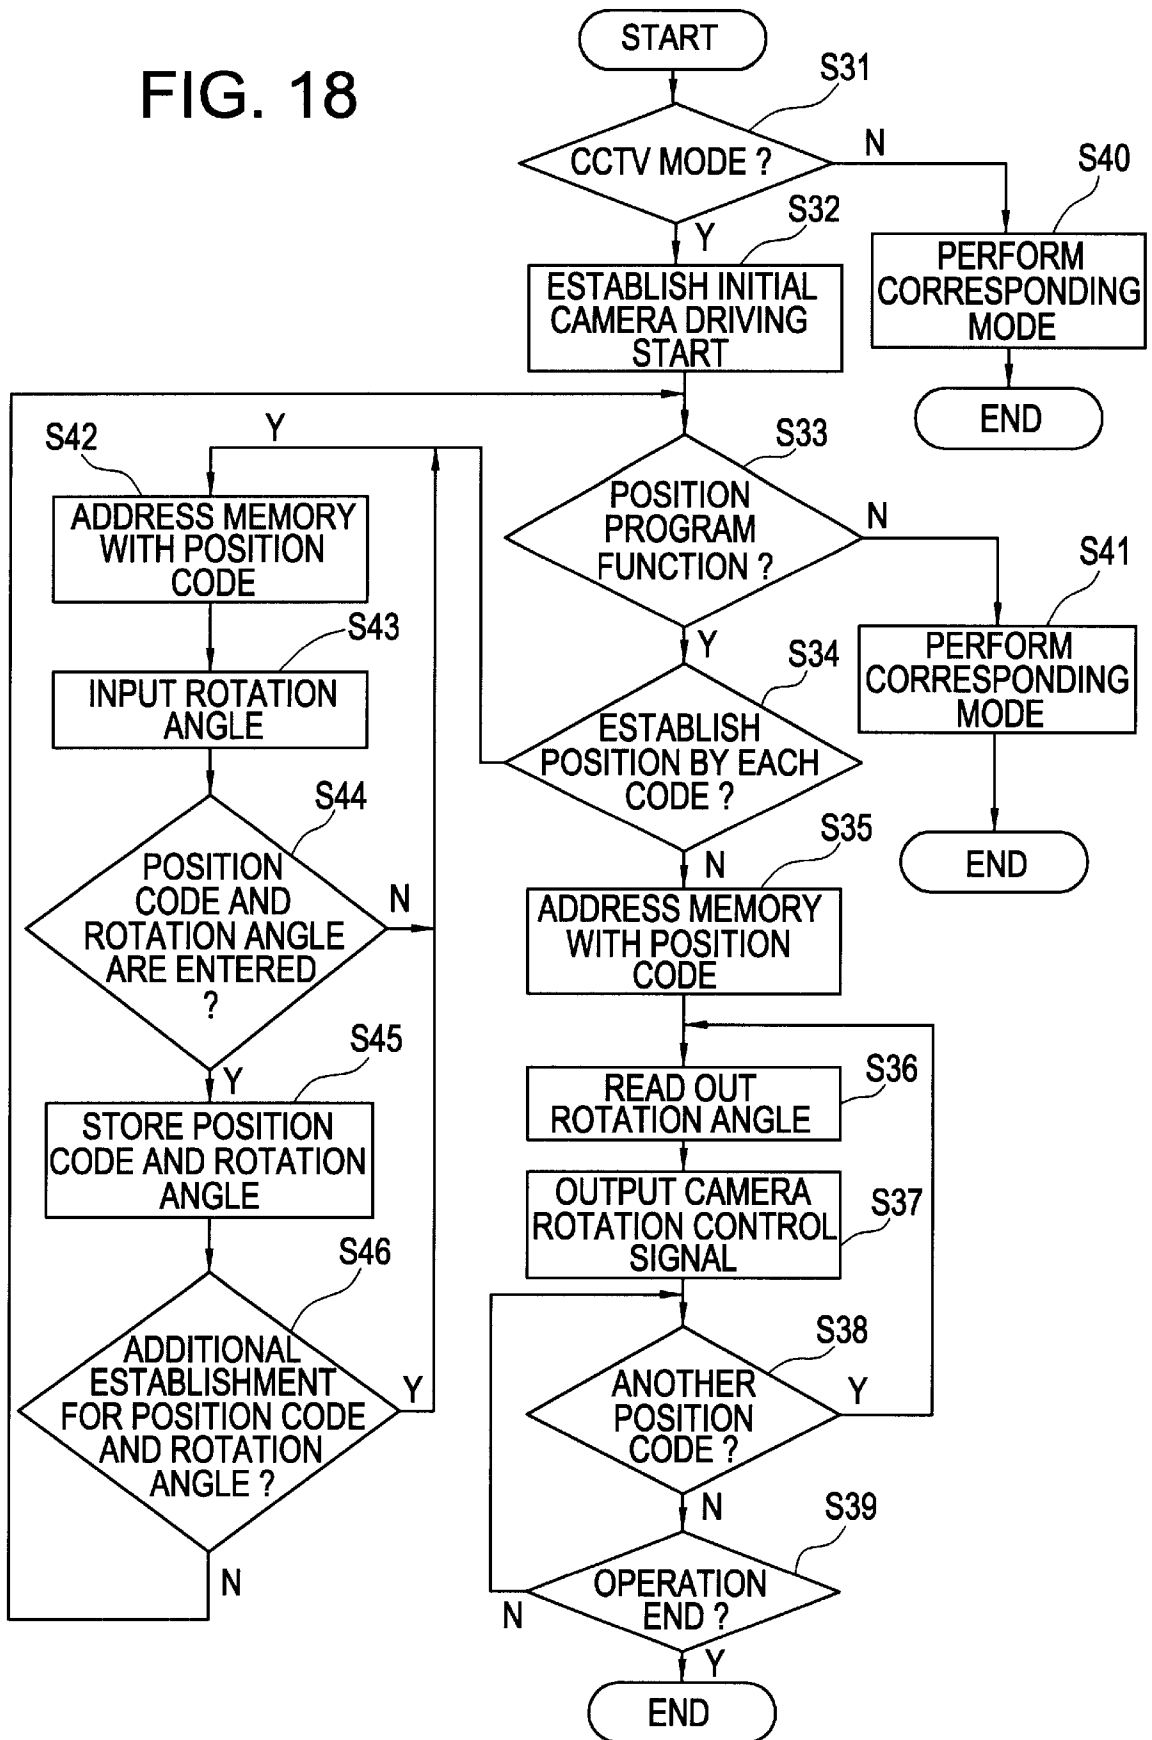 FIG. 18
START
S31
CCTV MODE ?
N
Y
S40
PERFORM
CORRESPONDING
MODE
END
S32
ESTABLISH INITIAL
CAMERA DRIVING
START
S33
POSITION
PROGRAM
FUNCTION ?
N
Y
S41
PERFORM
CORRESPONDING
MODE
END
S34
ESTABLISH
POSITION BY EACH
CODE ?
Y
N
S42
ADDRESS MEMORY
WITH POSITION
CODE
S43
INPUT ROTATION
ANGLE
S44
POSITION
CODE AND
ROTATION ANGLE
ARE ENTERED
?
N
Y
S45
STORE POSITION
CODE AND ROTATION
ANGLE
S46
ADDITIONAL
ESTABLISHMENT
FOR POSITION CODE
AND ROTATION
ANGLE ?
Y
N
S35
ADDRESS MEMORY
WITH POSITION
CODE
S36
READ OUT
ROTATION ANGLE
S37
OUTPUT CAMERA
ROTATION CONTROL
SIGNAL
S38
ANOTHER
POSITION
CODE ?
Y
N
S39
OPERATION
END ?
N
Y
END